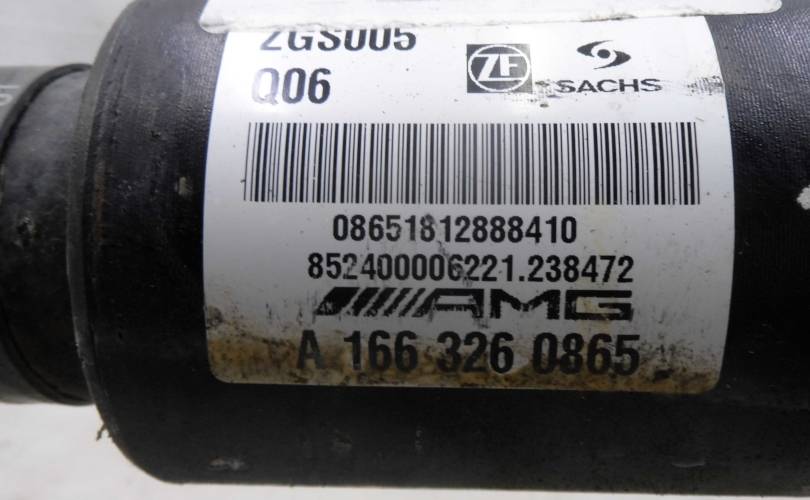 ZGS005
Q06
ZF SACHS
08651812888410
852400006221.238472
AMG
A 166 326 0865